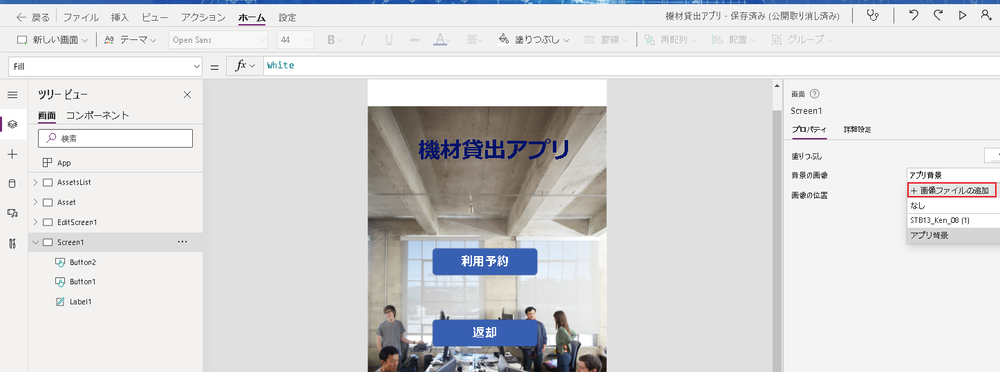 戻る ファイル 挿入 ビュー アクション ホーム 設定 機材貸出アプリ - 保存済み (公開取り消し済み)
新しい画面 Aa テーマ Open Sans 44 B I U abc A 塗りつぶし 罫線 再配列 配置 グループ
Fill = fx White
ツリー ビュー
画面 コンポーネント
検索
App
AssetsList
Asset
EditScreen1
Screen1 ...
Button2
Button1
Label1
機材貸出アプリ
利用予約
返却
画面
Screen1
プロパティ 詳細設定
塗りつぶし
背景の画像 アプリ背景
画像の位置 + 画像ファイルの追加
なし
STB13_Ken_08 (1)
アプリ背景